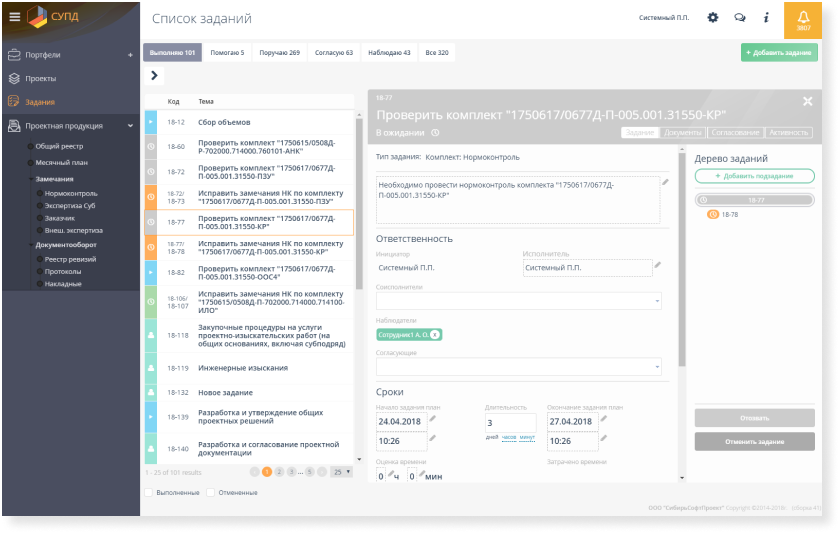 СУПД
Портфели
Проекты
Задания
Проектная продукция
Общий реестр
Месячный план
Замечания
Нормоконтроль
Экспертиза Суб
Заказчик
Внеш. экспертиза
Документооборот
Реестр ревизий
Протоколы
Накладные
Список заданий
Системный П.П.
3807
Выполняю 101 Помогаю 5 Поручаю 269 Согласую 63 Наблюдаю 43 Все 320
+ Добавить задание
Код Тема
18-12 Сбор объемов
18-60 Проверить комплект "1750615/0508Д-
Р-702000.714000.760101-АНК"
18-72 Проверить комплект "1750617/0677Д-
П-005.001.31550-ПЗУ"
18-72/
18-73 Исправить замечания НК по комплекту
"1750617/0677Д-П-005.001.31550-ПЗУ"
18-77 Проверить комплект "1750617/0677Д-
П-005.001.31550-КР"
18-77/
18-78 Исправить замечания НК по комплекту
"1750617/0677Д-П-005.001.31550-КР"
18-82 Проверить комплект "1750617/0677Д-
П-005.001.31550-ООС4"
18-106/
18-107 Исправить замечания НК по комплекту
"1750615/0508Д-П-702000.714000.714100-
ИЛО"
18-118 Закупочные процедуры на услуги
проектно-изыскательских работ (на
общих основаниях, включая субподряд)
18-119 Инженерные изыскания
18-132 Новое задание
18-139 Разработка и утверждение общих
проектных решений
18-140 Разработка и согласование проектной
документации
1 - 25 of 101 results
1 2 3 ... 5 25
Выполненные Отмененные
18-77
Проверить комплект "1750617/0677Д-П-005.001.31550-КР"
В ожидании
Задание Документы Согласование Активность
Тип задания: Комплект: Нормоконтроль
Необходимо провести нормоконтроль комплекта "1750617/0677Д-
П-005.001.31550-КР"
Ответственность
Инициатор Исполнитель
Системный П.П. Системный П.П.
Соисполнители
Наблюдатели
Сотрудник1 А. О. x
Согласующие
Сроки
Начало задания план Длительность Окончание задания план
24.04.2018 3 27.04.2018
10:26 дней часов минут 10:26
Оценка времени Затрачено времени
0 ч 0 мин
Дерево заданий
+ Добавить подзадание
18-77
18-78
Отозвать
Отменить задание
ООО "СибирьСофтПроект" Copyright ©2014-2018г. (сборка 41)